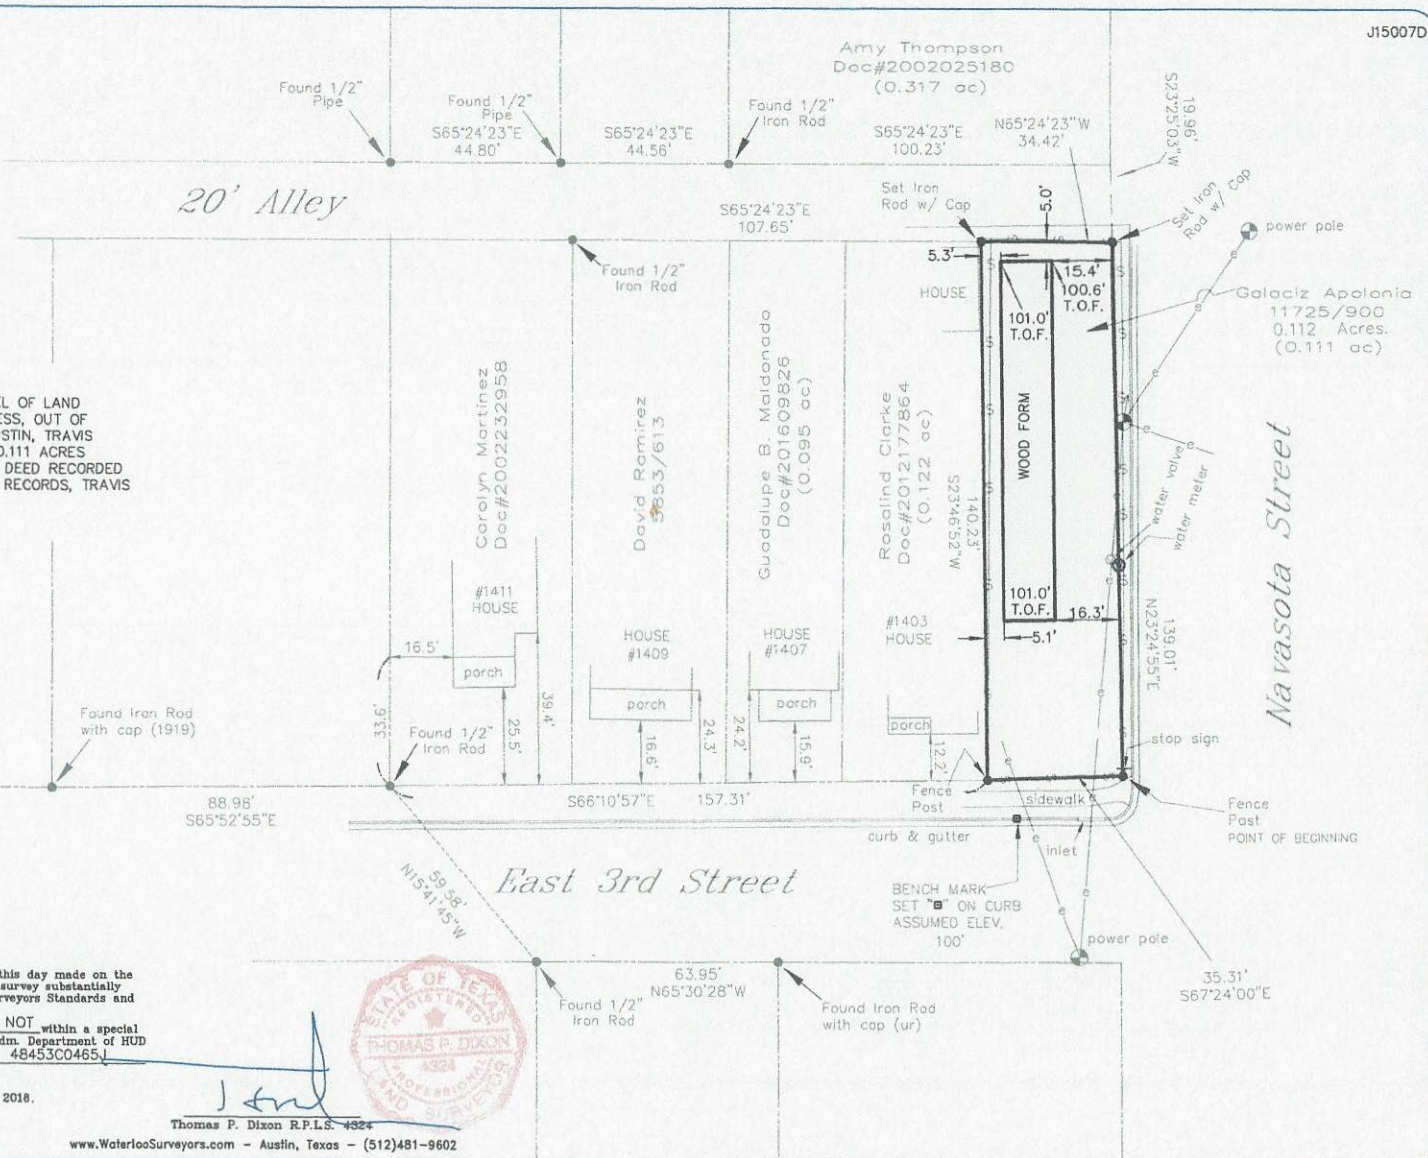 J15007D
Amy Thompson
Doc#2002025180
(0.317 ac)
19.96'
S23°25'03"W
Found 1/2"
Pipe
Found 1/2"
Pipe
S65°24'23"E
44.80'
S65°24'23"E
44.56'
Found 1/2"
Iron Rod
S65°24'23"E
100.23'
N65°24'23"W
34.42'
20' Alley
S65°24'23"E
107.65'
Set Iron
Rod w/ Cap
5.0'
Set Iron
Rod w/ Cap
power pole
Found 1/2"
Iron Rod
5.3'
15.4'
HOUSE
101.0'
T.O.F.
100.6'
T.O.F.
Galaciz Apolonia
11725/900
0.112 Acres.
(0.111 ac)
EL OF LAND
ESS, OUT OF
STIN, TRAVIS
0.111 ACRES
DEED RECORDED
RECORDS, TRAVIS
Carolyn Martinez
Doc#2002232958
David Ramirez
5853/613
Guadalupe B. Maldonado
Doc#201609826
(0.095 ac)
Rosalind Clarke
Doc#2012177864
(0.122 ac)
140.23'
S23°46'52"W
WOOD FORM
water valve
water meter
Navasota Street
#1411
HOUSE
HOUSE
#1409
HOUSE
#1407
#1403
HOUSE
101.0'
T.O.F.
16.3'
5.1'
139.01'
N23°24'55"E
16.5'
porch
porch
porch
porch
33.6'
25.5'
39.4'
16.6'
24.3'
24.2'
15.9'
12.2'
stop sign
Found Iron Rod
with cap (1919)
Found 1/2"
Iron Rod
88.98'
S65°52'55"E
S66°10'57"E 157.31'
Fence
Post
sidewalk
Fence
Post
POINT OF BEGINNING
curb & gutter
inlet
East 3rd Street
59.58'
N15°41'45"W
BENCH MARK
SET "□" ON CURB
ASSUMED ELEV.
100'
power pole
35.31'
S67°24'00"E
63.95'
N65°30'28"W
Found 1/2"
Iron Rod
Found Iron Rod
with cap (ur)
this day made on the
survey substantially
rveyors Standards and
NOT within a special
dm. Department of HUD
48453C0465J
2018.
STATE OF TEXAS
REGISTERED
THOMAS P. DIXON
4324
PROFESSIONAL
LAND SURVEYOR
Thomas P. Dixon R.P.L.S. 4324
www.WaterlooSurveyors.com - Austin, Texas - (512)481-9602